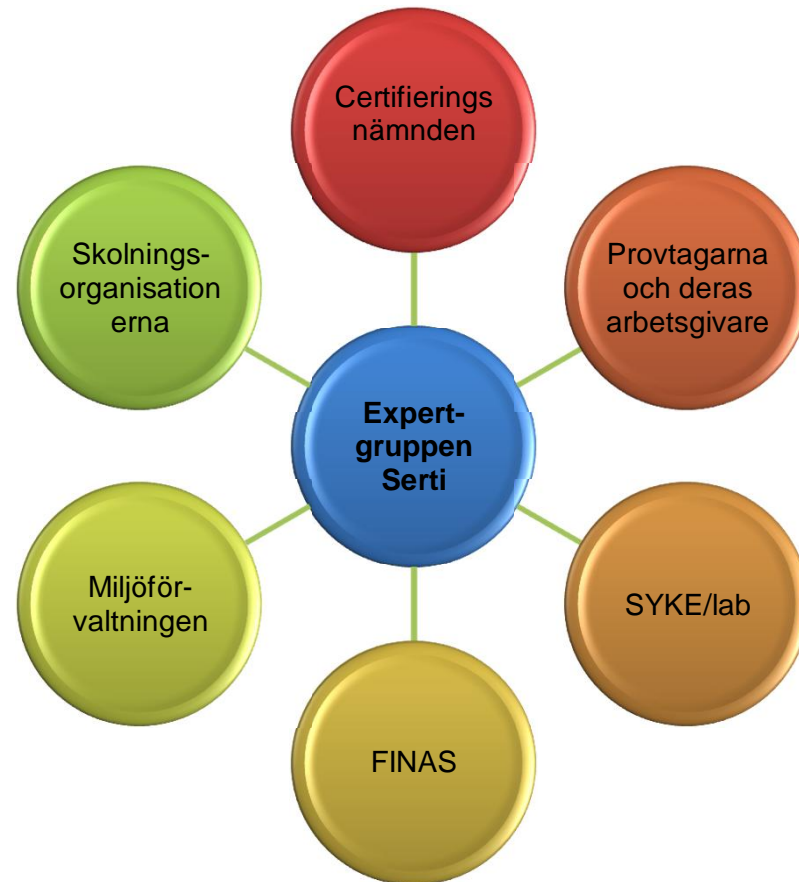 Certifierings
nämnden
Skolnings-
organisation
erna
Provtagarna
och deras
arbetsgivare
Expert-
gruppen
Serti
Miljöför-
valtningen
SYKE/lab
FINAS